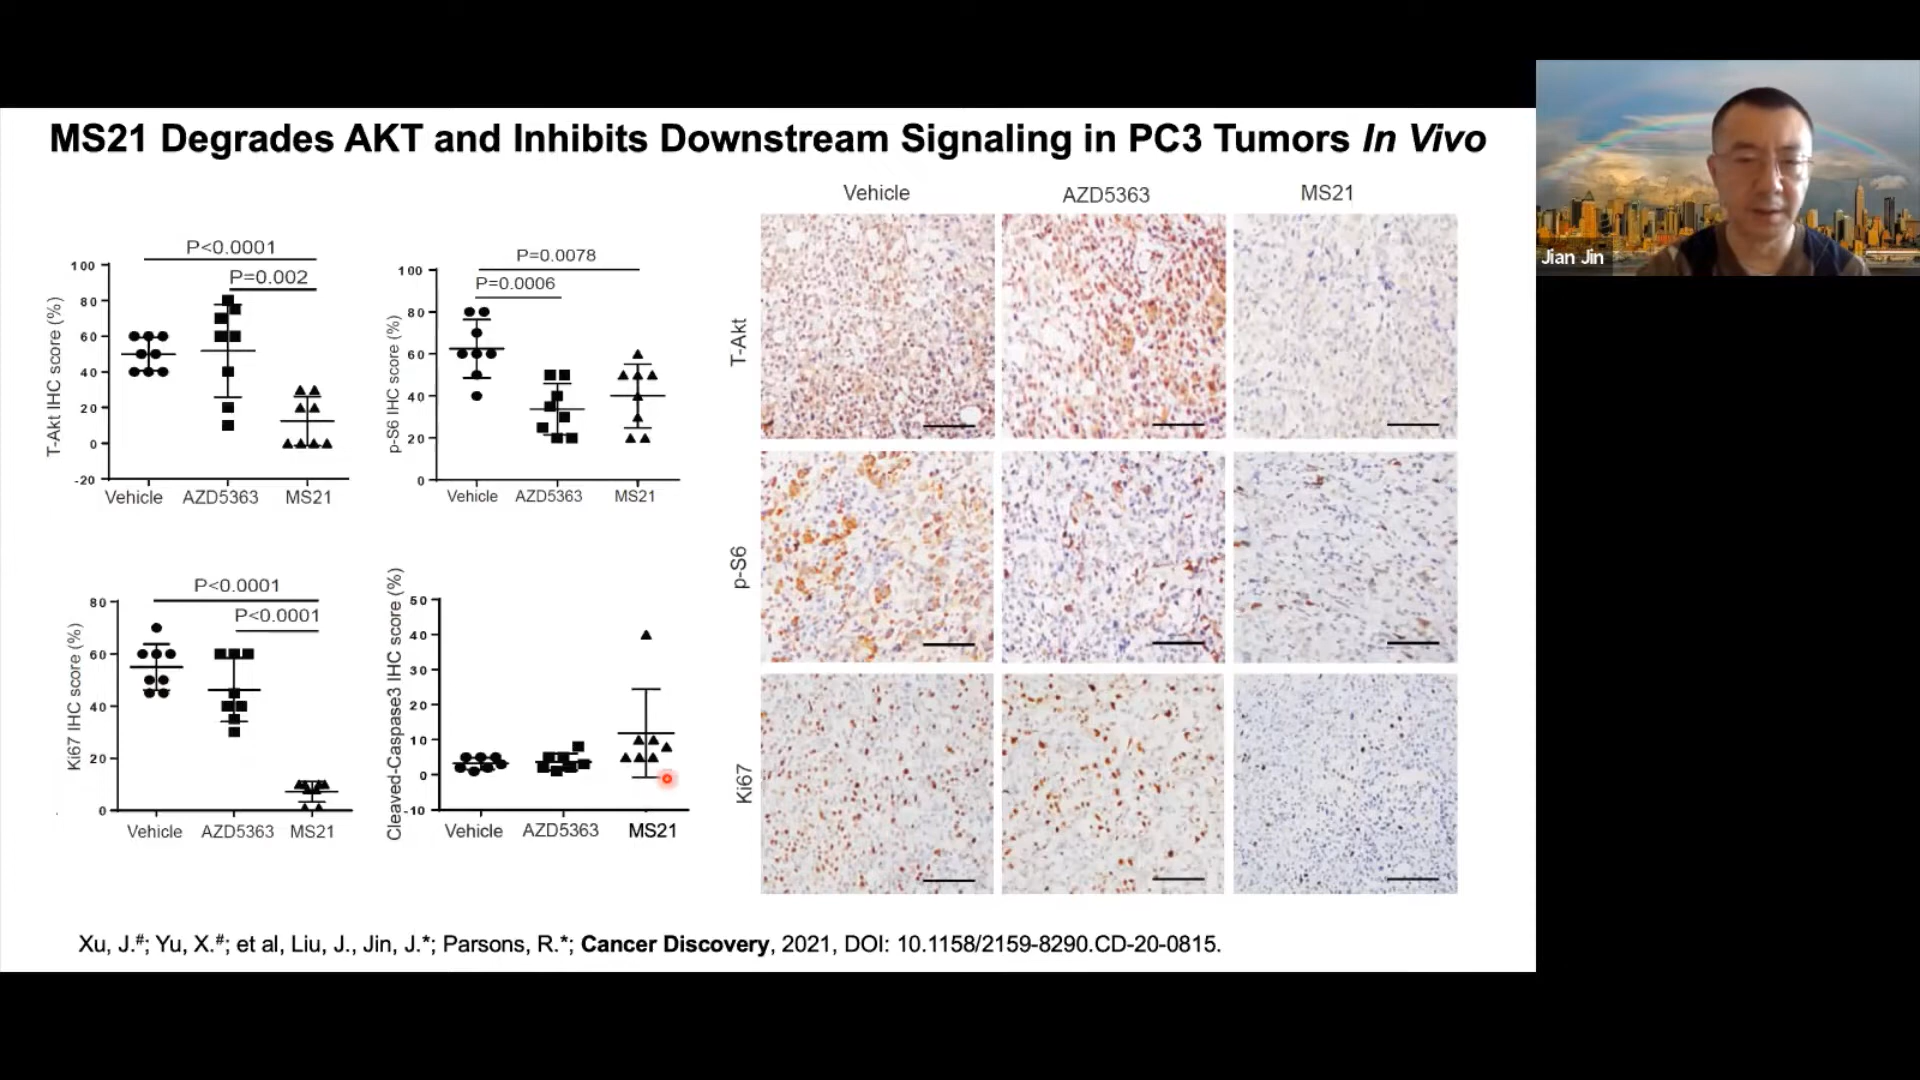 MS21 Degrades AKT and Inhibits Downstream Signaling in PC3 Tumors In Vivo
Jian Jin
P<0.0001
P=0.002
T-Akt IHC score (%)
100
80
60
40
20
0
-20
Vehicle AZD5363 MS21
P=0.0078
P=0.0006
p-S6 IHC score (%)
100
80
60
40
20
0
Vehicle AZD5363 MS21
P<0.0001
P<0.0001
Ki67 IHC score (%)
80
60
40
20
0
Vehicle AZD5363 MS21
Cleaved-Caspase3 IHC score (%)
50
40
30
20
10
0
-10
Vehicle AZD5363 MS21
Vehicle AZD5363 MS21
T-Akt
p-S6
Ki67
Xu, J.#; Yu, X.#; et al, Liu, J., Jin, J.*; Parsons, R.*; Cancer Discovery, 2021, DOI: 10.1158/2159-8290.CD-20-0815.